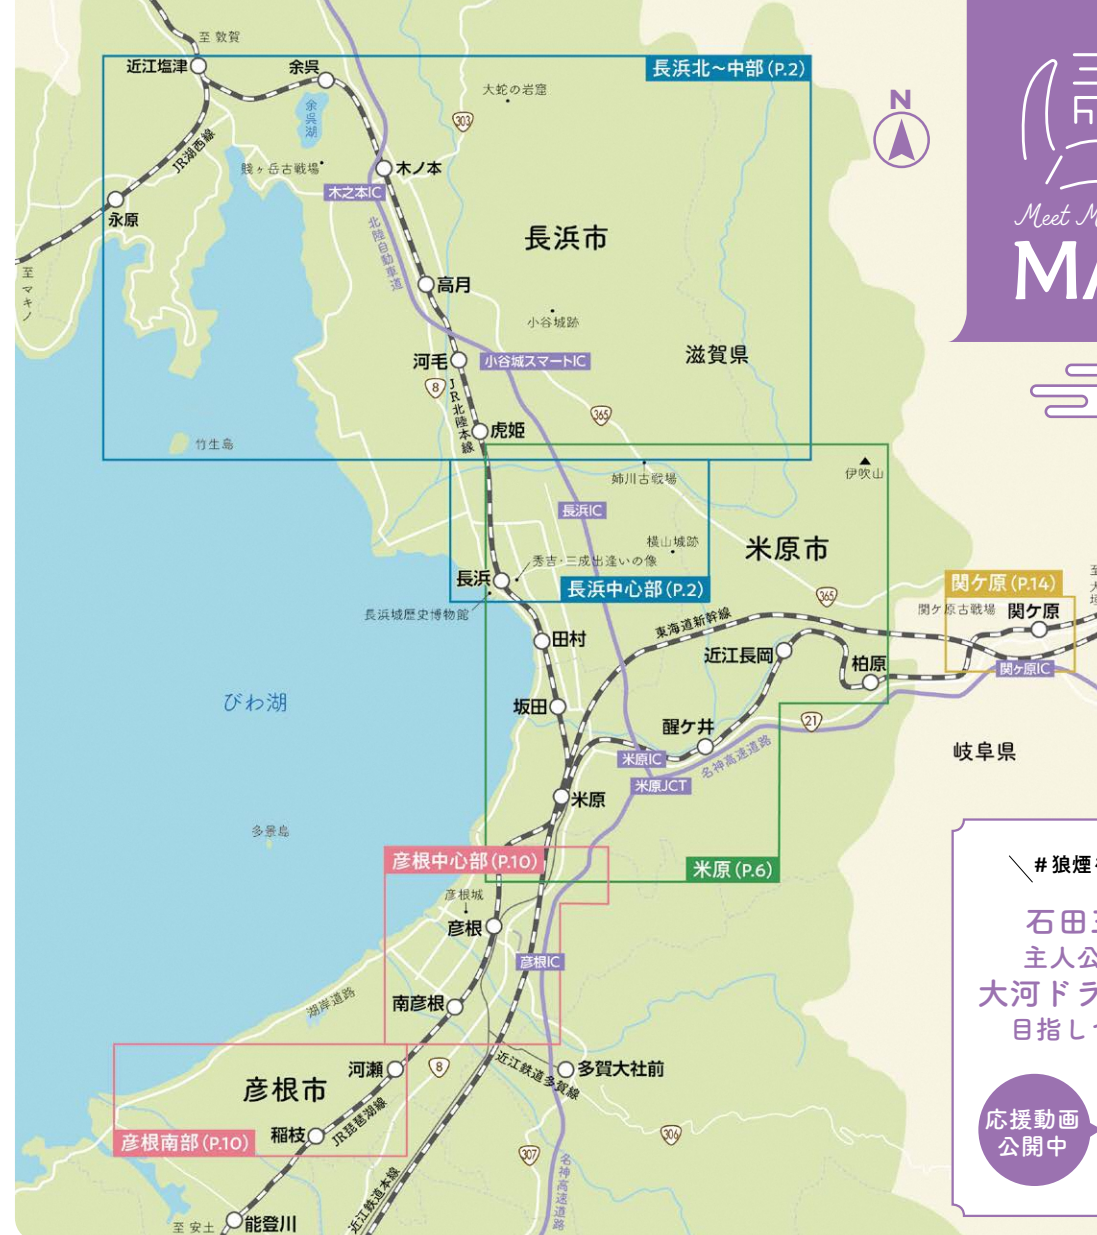 至 敦賀
近江塩津
余呉
長浜北〜中部(P.2)
大蛇の岩窟
余呉湖
303
N
JR湖西線
賤ヶ岳古戦場
木ノ本
木之本IC
永原
北陸自動車道
長浜市
Meet M
MA
至マキノ
高月
小谷城跡
滋賀県
河毛
小谷城スマートIC
8
JR北陸本線
365
虎姫
竹生島
姉川古戦場
伊吹山
長浜IC
横山城跡
米原市
秀吉・三成出逢いの像
長浜
長浜中心部(P.2)
長浜城歴史博物館
365
関ケ原(P.14)
関ケ原古戦場
関ケ原
至大垣
東海道新幹線
田村
近江長岡
柏原
関ヶ原IC
びわ湖
坂田
醒ケ井
21
米原IC
名神高速道路
岐阜県
米原JCT
米原
多景島
彦根中心部(P.10)
米原(P.6)
#狼煙
彦根城
彦根
石田三
主人公
彦根IC
大河ドラ
南彦根
湖岸道路
目指し
河瀬
8
近江鉄道多賀線
多賀大社前
彦根市
JR琵琶湖線
応援動画
公開中
稲枝
彦根南部(P.10)
306
307
名神高速道路
近江鉄道本線
至 安土
能登川